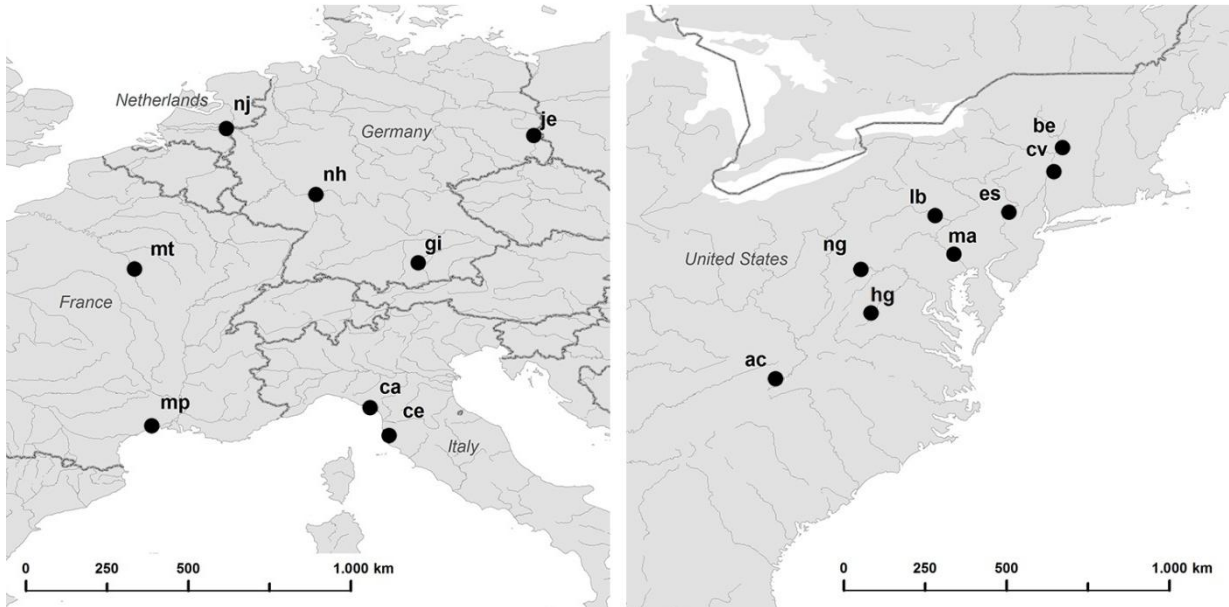 Netherlands
nj
Germany
je
nh
mt
gi
France
mp
ca
ce
Italy
0 250 500 1.000 km
be
cv
lb
es
ng
ma
United States
hg
ac
0 250 500 1.000 km